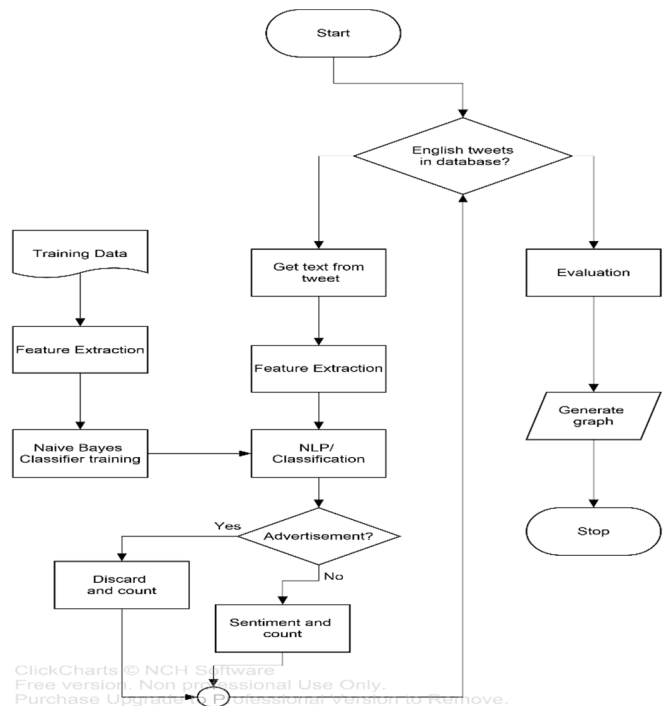 Start
English tweets
in database?
Training Data
Get text from
tweet
Evaluation
Feature Extraction
Feature Extraction
Generate
graph
Naive Bayes
Classifier training
NLP/
Classification
Advertisement?
Yes
No
Stop
Discard
and count
Sentiment and
count
ClickCharts © NCH Software
Free version. Non professional Use Only.
Purchase Upgrade to Professional Version to Remove.